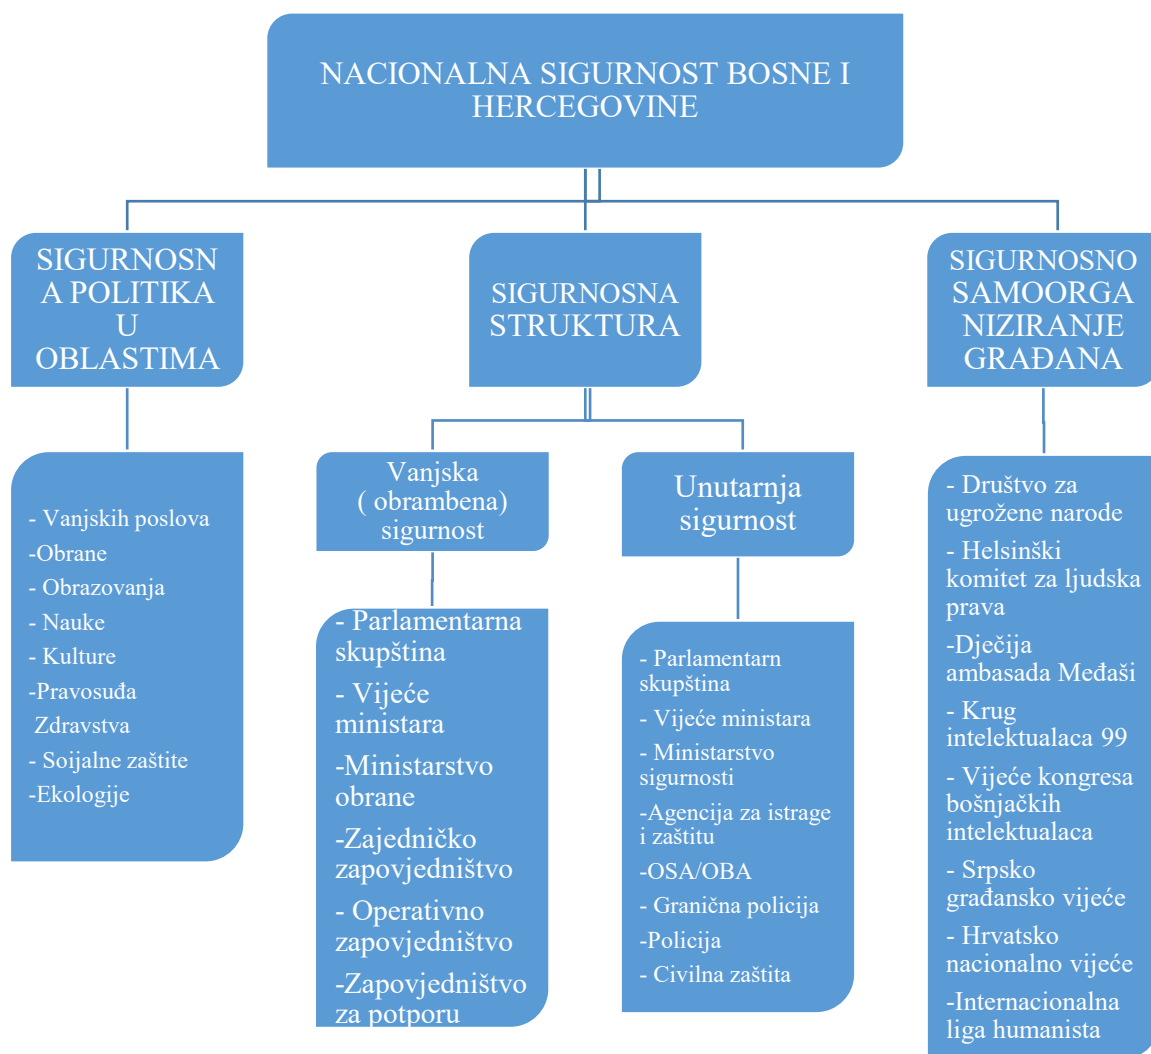 NACIONALNA SIGURNOST BOSNE I
HERCEGOVINE
SIGURNOSN
A POLITIKA
U
OBLASTIMA
- Vanjskih poslova
-Obrane
- Obrazovanja
- Nauke
- Kulture
-Pravosuđa
Zdravstva
- Soijalne zaštite
-Ekologije
SIGURNOSNA
STRUKTURA
Vanjska
( obrambena)
sigurnost
- Parlamentarna
skupština
- Vijeće
ministara
-Ministarstvo
obrane
-Zajedničko
zapovjedništvo
- Operativno
zapovjedništvo
-Zapovjedništvo
za potporu
Unutarnja
sigurnost
- Parlamentarn
skupština
- Vijeće ministara
- Ministarstvo
sigurnosti
-Agencija za istrage
i zaštitu
-OSA/OBA
- Granična policija
-Policija
- Civilna zaštita
SIGURNOSNO
SAMOORGA
NIZIRANJE
GRAĐANA
- Društvo za
ugrožene narode
- Helsinški
komitet za ljudska
prava
-Dječija
ambasada Međaši
- Krug
intelektualaca 99
- Vijeće kongresa
bošnjačkih
intelektualaca
- Srpsko
građansko vijeće
- Hrvatsko
nacionalno vijeće
-Internacionalna
liga humanista